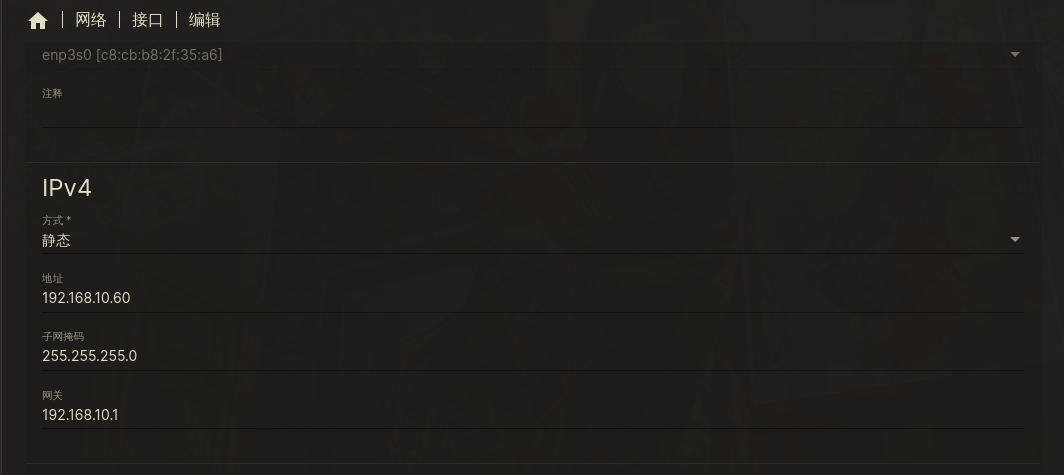 网络 | 接口 | 编辑
enp3s0 [c8:cb:b8:2f:35:a6]
注释
IPv4
方式 *
静态
地址
192.168.10.60
子网掩码
255.255.255.0
网关
192.168.10.1